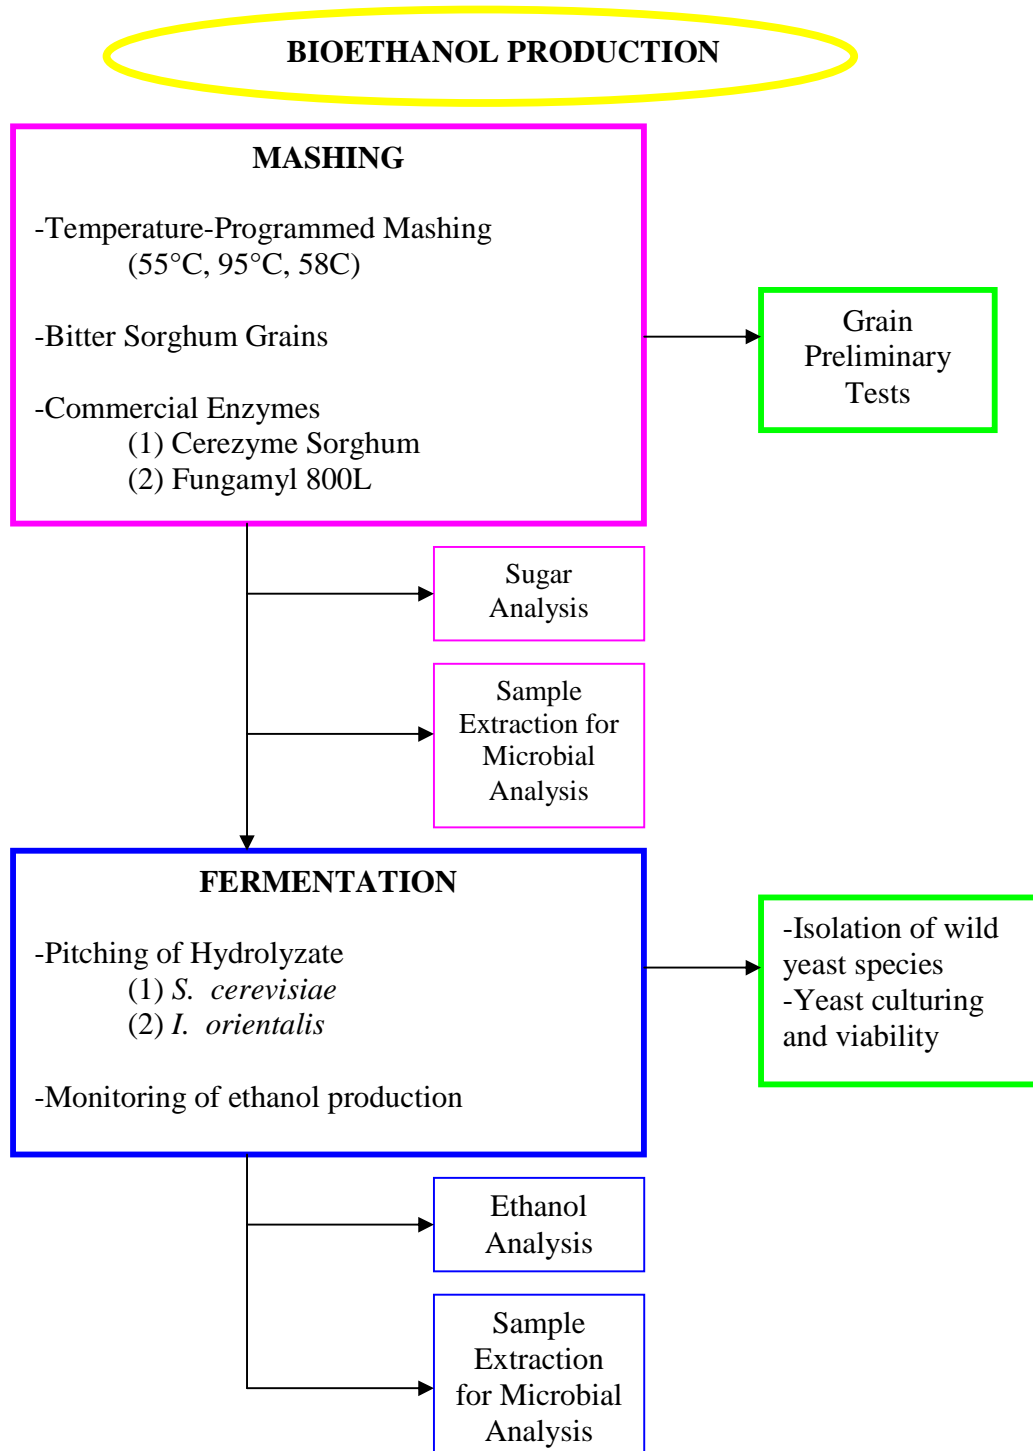 BIOETHANOL PRODUCTION
MASHING
-Temperature-Programmed Mashing
(55°C, 95°C, 58C)
-Bitter Sorghum Grains
-Commercial Enzymes
(1) Cerezyme Sorghum
(2) Fungamyl 800L
Grain
Preliminary
Tests
Sugar
Analysis
Sample
Extraction for
Microbial
Analysis
FERMENTATION
-Pitching of Hydrolyzate
(1) S. cerevisiae
(2) I. orientalis
-Monitoring of ethanol production
-Isolation of wild
yeast species
-Yeast culturing
and viability
Ethanol
Analysis
Sample
Extraction
for Microbial
Analysis